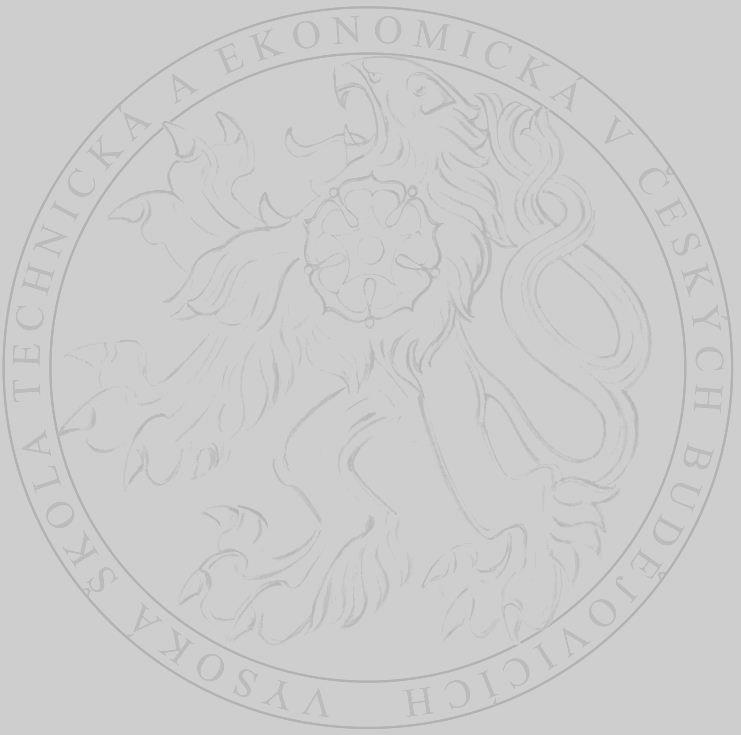 VYSOKÁ ŠKOLA TECHNICKÁ A EKONOMICKÁ V ČESKÝCH BUDĚJOVICÍCH